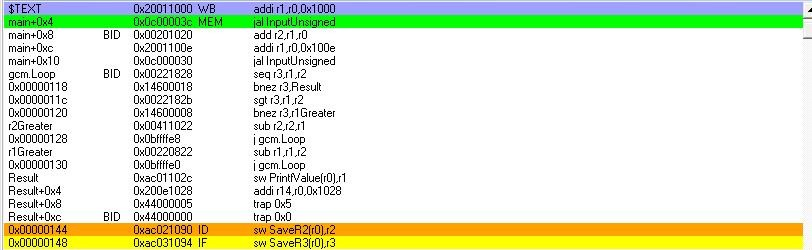 $TEXT 0x20011000 WB addi r1,r0,0x1000
main+0x4 0x0c00003c MEM jal InputUnsigned
main+0x8 BID 0x00201020 add r2,r1,r0
main+0xc 0x2001100e addi r1,r0,0x100e
main+0x10 0x0c000030 jal InputUnsigned
gcm.Loop BID 0x00221828 seq r3,r1,r2
0x00000118 0x14600018 bnez r3,Result
0x0000011c 0x0022182b sgt r3,r1,r2
0x00000120 0x14600008 bnez r3,r1Greater
r2Greater 0x00411022 sub r2,r2,r1
0x00000128 0x0bffffe8 j gcm.Loop
r1Greater 0x00220822 sub r1,r1,r2
0x00000130 0x0bffffe0 j gcm.Loop
Result 0xac01102c sw PrintfValue(r0),r1
Result+0x4 0x200e1028 addi r14,r0,0x1028
Result+0x8 0x44000005 trap 0x5
Result+0xc BID 0x44000000 trap 0x0
0x00000144 0xac021090 ID sw SaveR2(r0),r2
0x00000148 0xac031094 IF sw SaveR3(r0),r3